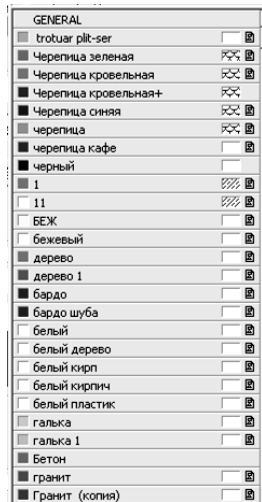 GENERAL
trotuar plit-ser
Черепица зеленая
Черепица кровельная
Черепица кровельная+
Черепица синяя
черепица
черепица кафе
черный
1
11
БЕЖ
бежевый
дерево
дерево 1
бардо
бардо шуба
белый
белый дерево
белый кирп
белый кирпич
белый пластик
галька
галька 1
Бетон
гранит
Гранит (копия)